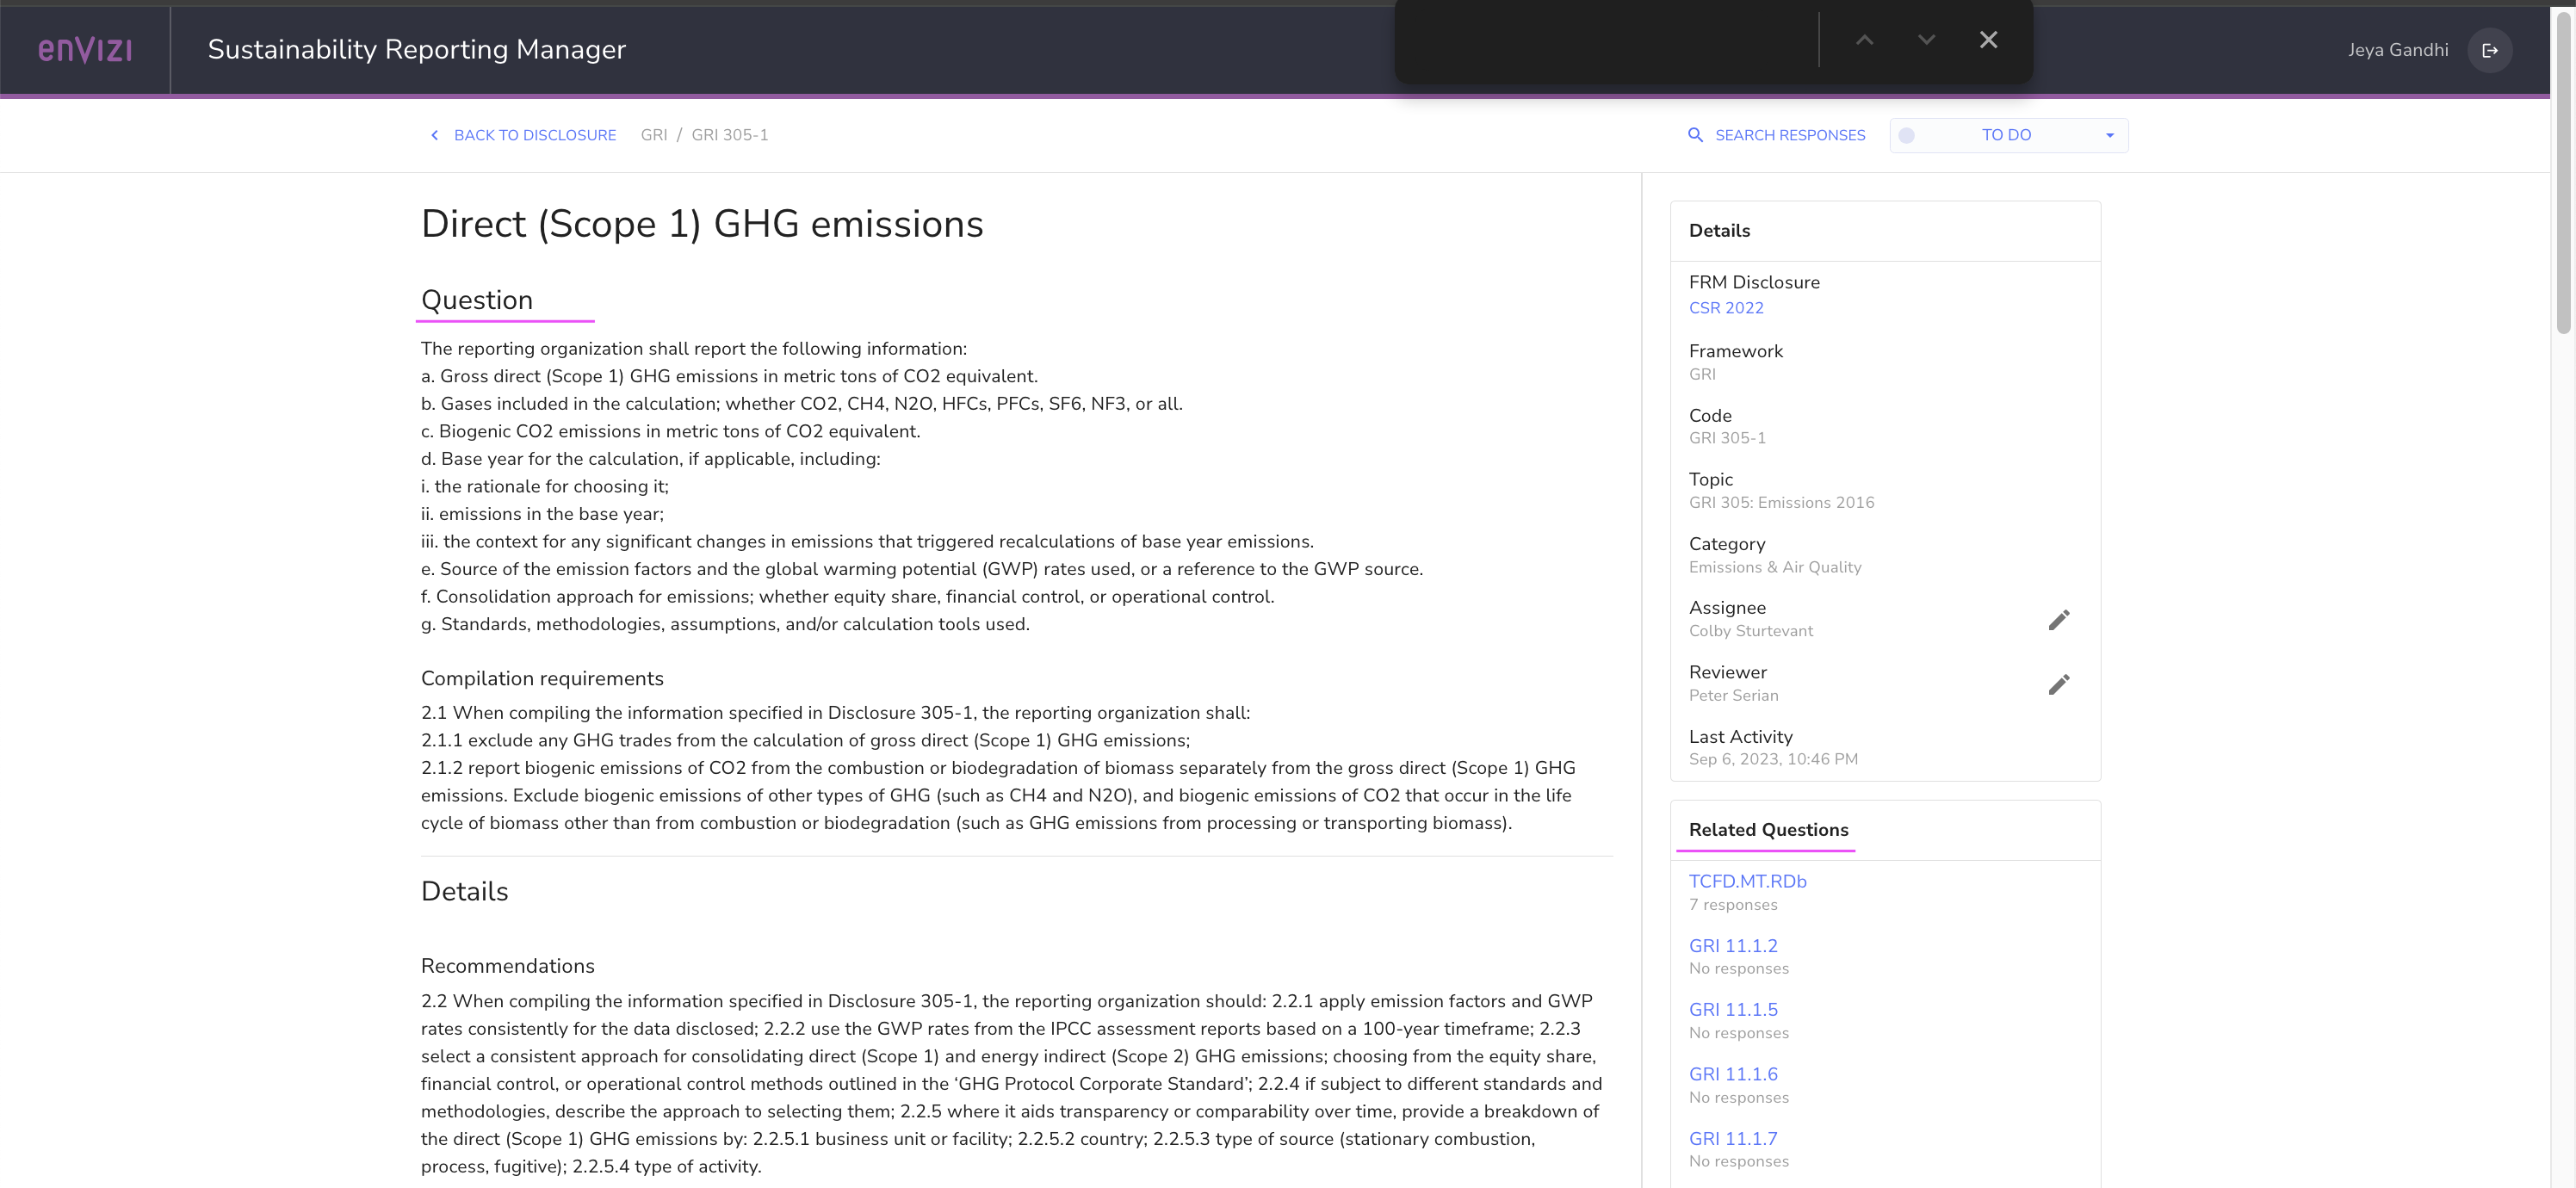 enVIZI
Sustainability Reporting Manager
Jeya Gandhi
BACK TO DISCLOSURE GRI / GRI 305-1
SEARCH RESPONSES
TO DO
Direct (Scope 1) GHG emissions
Question
The reporting organization shall report the following information:
a. Gross direct (Scope 1) GHG emissions in metric tons of CO2 equivalent.
b. Gases included in the calculation; whether CO2, CH4, N2O, HFCs, PFCs, SF6, NF3, or all.
c. Biogenic CO2 emissions in metric tons of CO2 equivalent.
d. Base year for the calculation, if applicable, including:
i. the rationale for choosing it;
ii. emissions in the base year;
iii. the context for any significant changes in emissions that triggered recalculations of base year emissions.
e. Source of the emission factors and the global warming potential (GWP) rates used, or a reference to the GWP source.
f. Consolidation approach for emissions; whether equity share, financial control, or operational control.
g. Standards, methodologies, assumptions, and/or calculation tools used.
Compilation requirements
2.1 When compiling the information specified in Disclosure 305-1, the reporting organization shall:
2.1.1 exclude any GHG trades from the calculation of gross direct (Scope 1) GHG emissions;
2.1.2 report biogenic emissions of CO2 from the combustion or biodegradation of biomass separately from the gross direct (Scope 1) GHG
emissions. Exclude biogenic emissions of other types of GHG (such as CH4 and N2O), and biogenic emissions of CO2 that occur in the life
cycle of biomass other than from combustion or biodegradation (such as GHG emissions from processing or transporting biomass).
Details
Recommendations
2.2 When compiling the information specified in Disclosure 305-1, the reporting organization should: 2.2.1 apply emission factors and GWP
rates consistently for the data disclosed; 2.2.2 use the GWP rates from the IPCC assessment reports based on a 100-year timeframe; 2.2.3
select a consistent approach for consolidating direct (Scope 1) and energy indirect (Scope 2) GHG emissions; choosing from the equity share,
financial control, or operational control methods outlined in the ‘GHG Protocol Corporate Standard’; 2.2.4 if subject to different standards and
methodologies, describe the approach to selecting them; 2.2.5 where it aids transparency or comparability over time, provide a breakdown of
the direct (Scope 1) GHG emissions by: 2.2.5.1 business unit or facility; 2.2.5.2 country; 2.2.5.3 type of source (stationary combustion,
process, fugitive); 2.2.5.4 type of activity.
Details
FRM Disclosure
CSR 2022
Framework
GRI
Code
GRI 305-1
Topic
GRI 305: Emissions 2016
Category
Emissions & Air Quality
Assignee
Colby Sturtevant
Reviewer
Peter Serian
Last Activity
Sep 6, 2023, 10:46 PM
Related Questions
TCFD.MT.RDb
7 responses
GRI 11.1.2
No responses
GRI 11.1.5
No responses
GRI 11.1.6
No responses
GRI 11.1.7
No responses